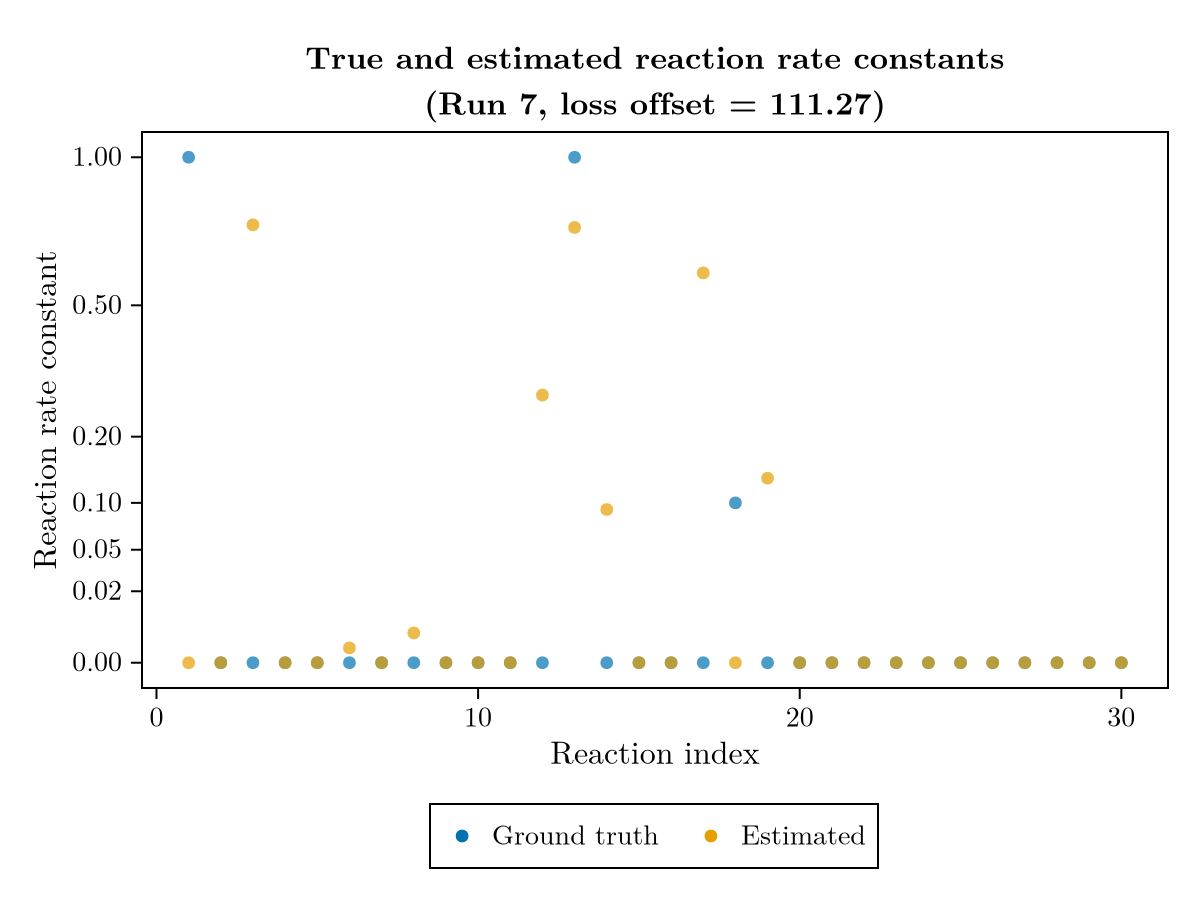 True and estimated reaction rate constants
(Run 7, loss offset = 111.27)
Reaction rate constant
1.00
0.50
0.20
0.10
0.05
0.02
0.00
0 10 20 30
Reaction index
Ground truth Estimated